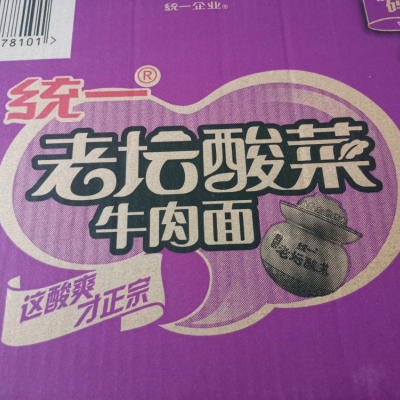 78101>
统一企业®
统一®
老坛酸菜
牛肉面
统一
老坛酸菜
这酸爽
才正宗